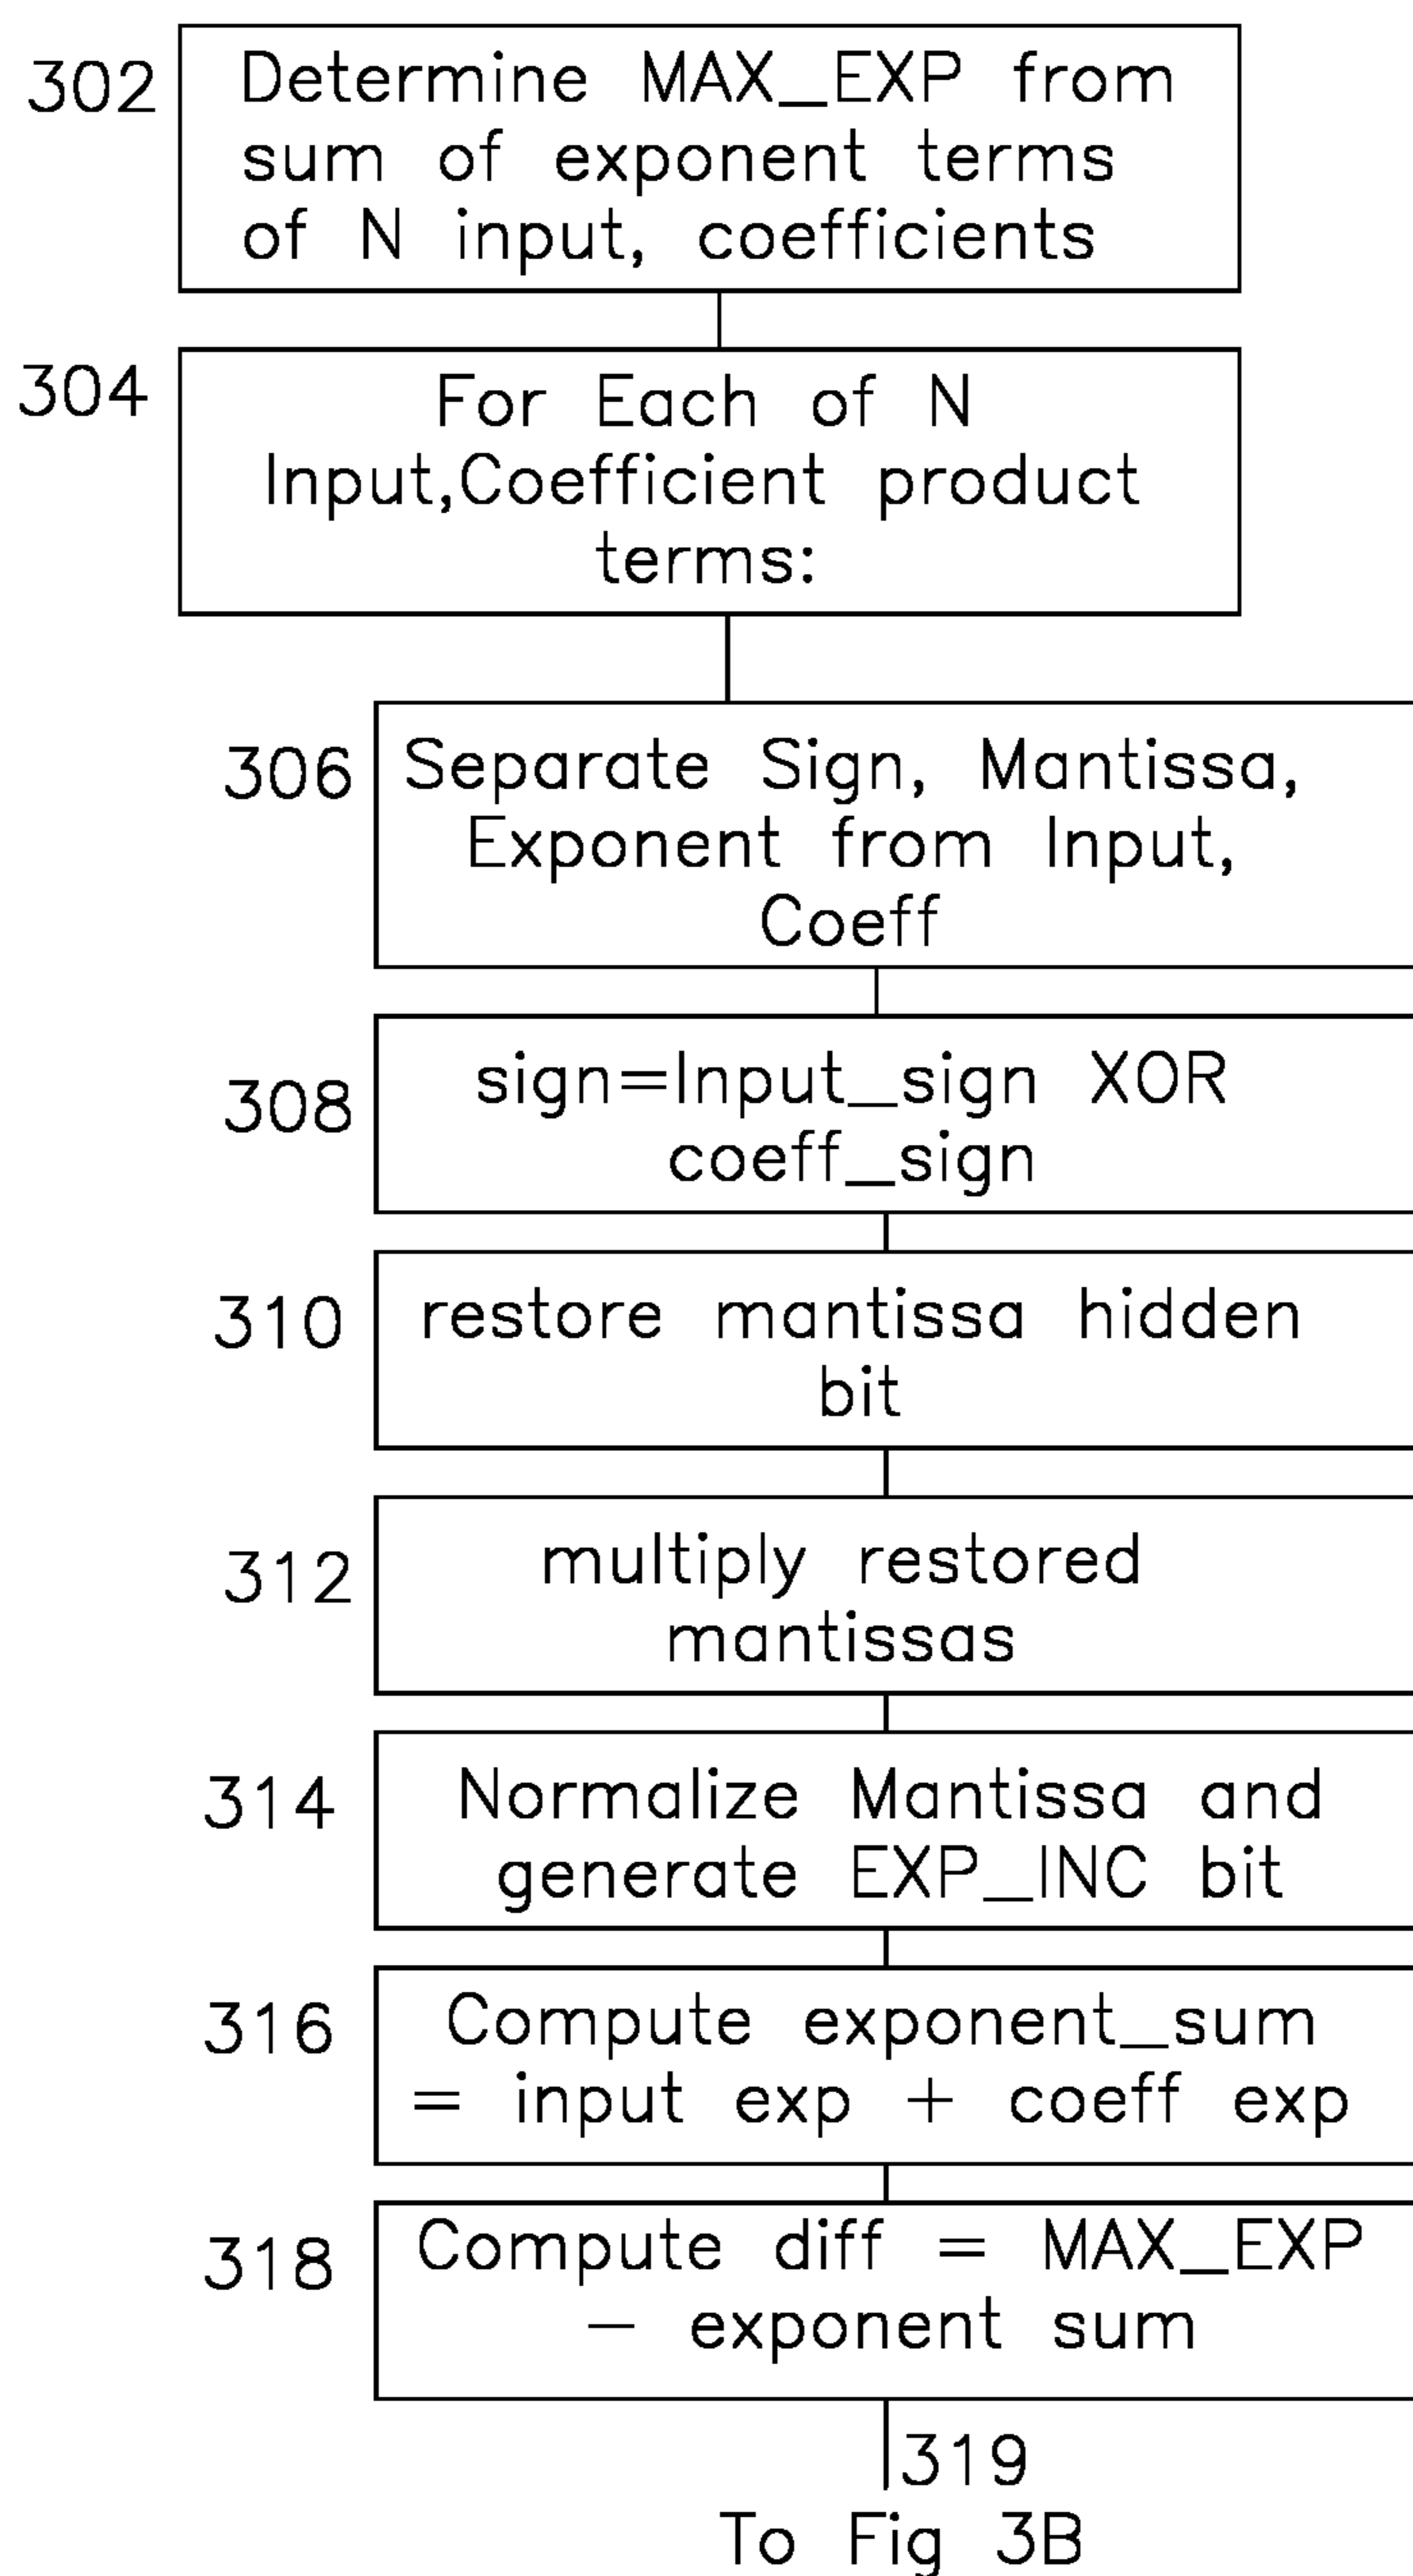 302
Determine MAX_EXP from
sum of exponent terms
of N input, coefficients
304
For Each of N
Input,Coefficient product
terms:
306
Separate Sign, Mantissa,
Exponent from Input,
Coeff
308
sign=Input_sign XOR
coeff_sign
310
restore mantissa hidden
bit
312
multiply restored
mantissas
314
Normalize Mantissa and
generate EXP_INC bit
316
Compute exponent_sum
= input exp + coeff exp
318
Compute diff = MAX_EXP
- exponent sum
319
To Fig 3B